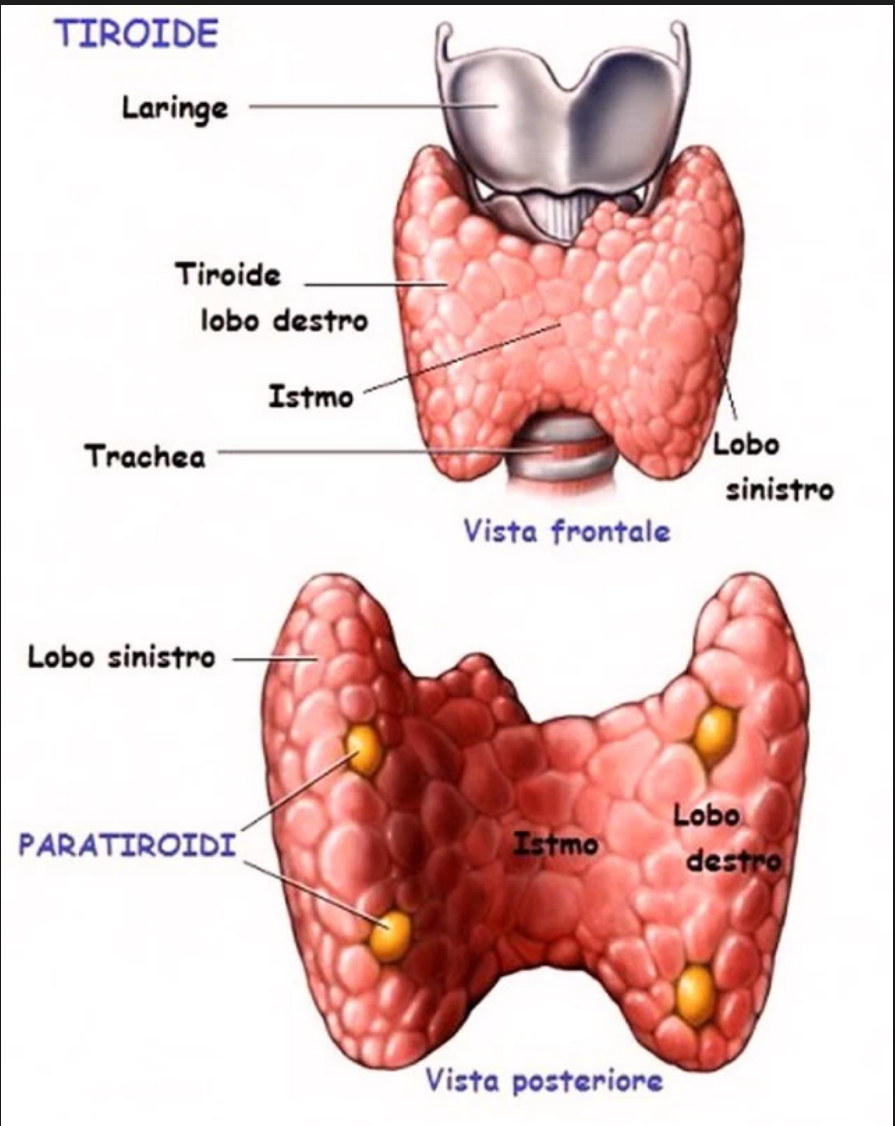 TIROIDE
Laringe
Tiroide
lobo destro
Istmo
Trachea
Lobo
sinistro
Vista frontale
Lobo sinistro
PARATIROIDI
Istmo
Lobo
destro
Vista posteriore